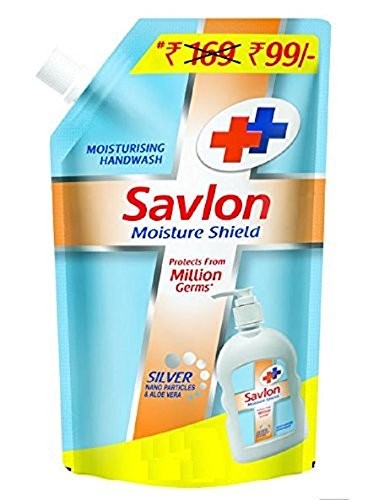 #₹ 169 ₹99/-
MOISTURISING
HANDWASH
Savlon
Moisture Shield
Protects From
Million
Germs*
SILVER
NANO PARTICLES
& ALOE VERA
Savlon
Moisture Shield